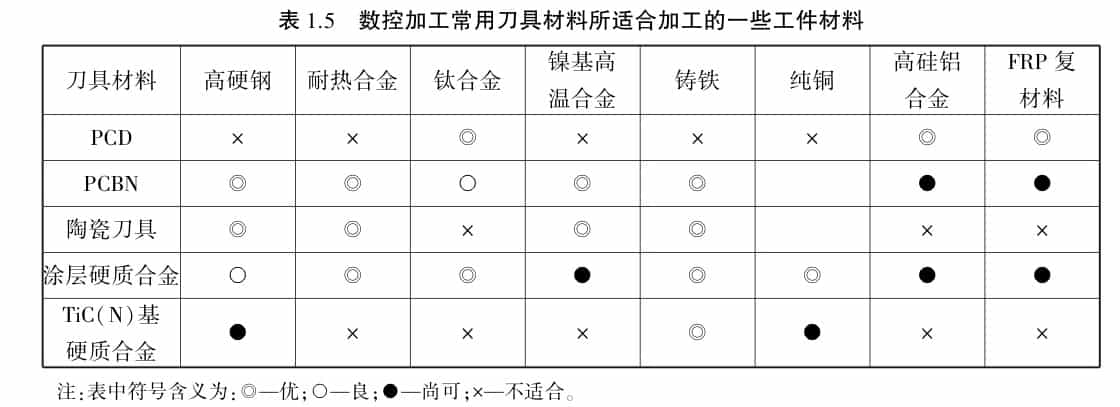 表 1.5 数控加工常用刀具材料所适合加工的一些工件材料
刀具材料 高硬钢 耐热合金 钛合金 镍基高温合金 铸铁 纯铜 高硅铝合金 FRP 复材料
PCD × × ◎ × × × ◎ ◎
PCBN ◎ ◎ ○ ◎ ◎ ● ●
陶瓷刀具 ◎ ◎ × ◎ ◎ × ×
涂层硬质合金 ○ ◎ ◎ ● ◎ ◎ ● ●
TiC(N)基硬质合金 ● × × × ◎ ● × ×
注:表中符号含义为:◎—优;○—良;●—尚可;×—不适合。